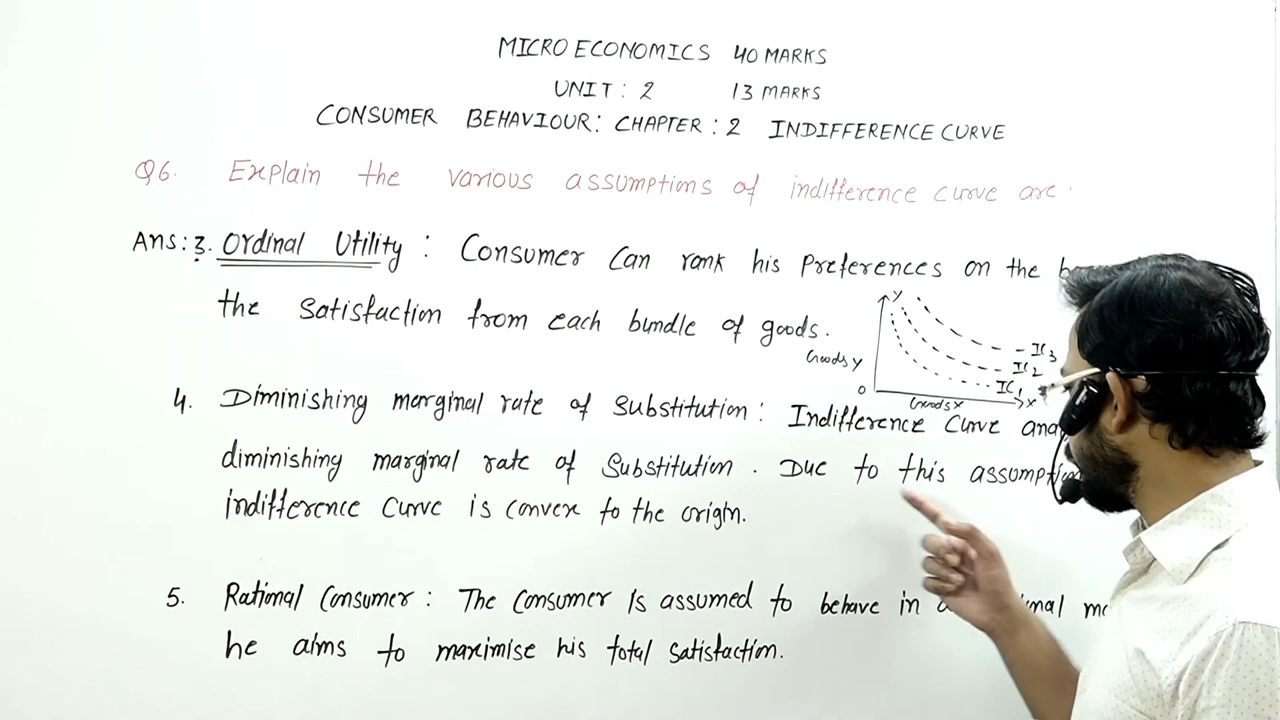 MICRO ECONOMICS 40 MARKS
UNIT : 2 13 MARKS
CONSUMER BEHAVIOUR : CHAPTER : 2 INDIFFERENCE CURVE
Q6. Explain the various assumptions of indifference curve are :
Ans : 3. Ordinal Utility : Consumer Can rank his Preferences on the
the satisfaction from each bundle of goods.
Y
Goods Y
O
Goods X
X
IC3
IC2
IC1
4. Diminishing marginal rate of Substitution : Indifference Curve
diminishing marginal rate of Substitution . Due to this assumption
indifference Curve is convex to the origin.
5. Rational Consumer : The Consumer is assumed to behave in
he aims to maximise his total satisfaction.